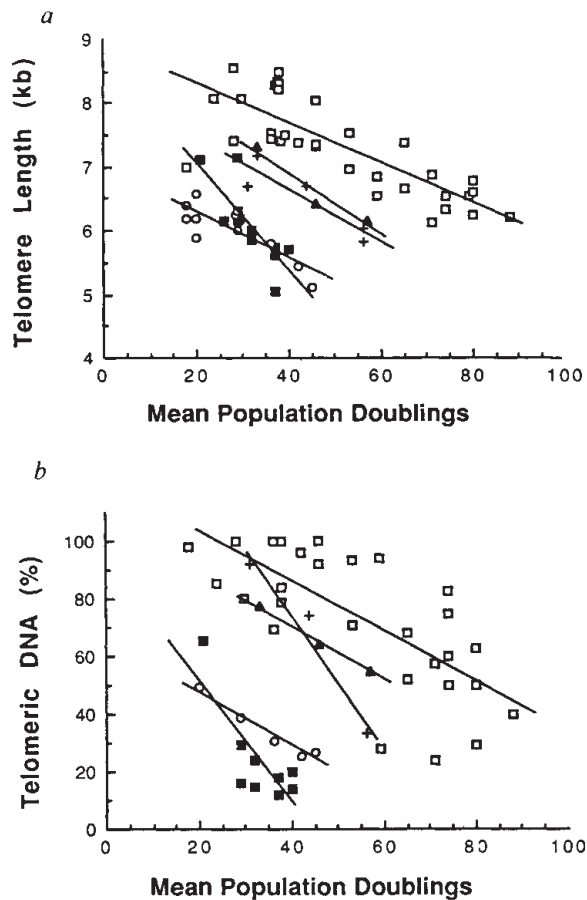 a
9
8
7
6
5
4
Telomere Length (kb)
0 20 40 60 80 100
Mean Population Doublings
b
100
80
60
40
20
0
Telomeric DNA (%)
0 20 40 60 80 100
Mean Population Doublings